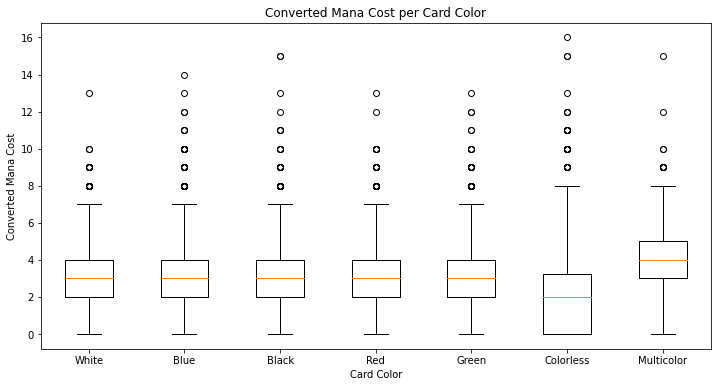 Converted Mana Cost per Card Color
Converted Mana Cost
16
14
12
10
8
6
4
2
0
White Blue Black Red Green Colorless Multicolor
Card Color